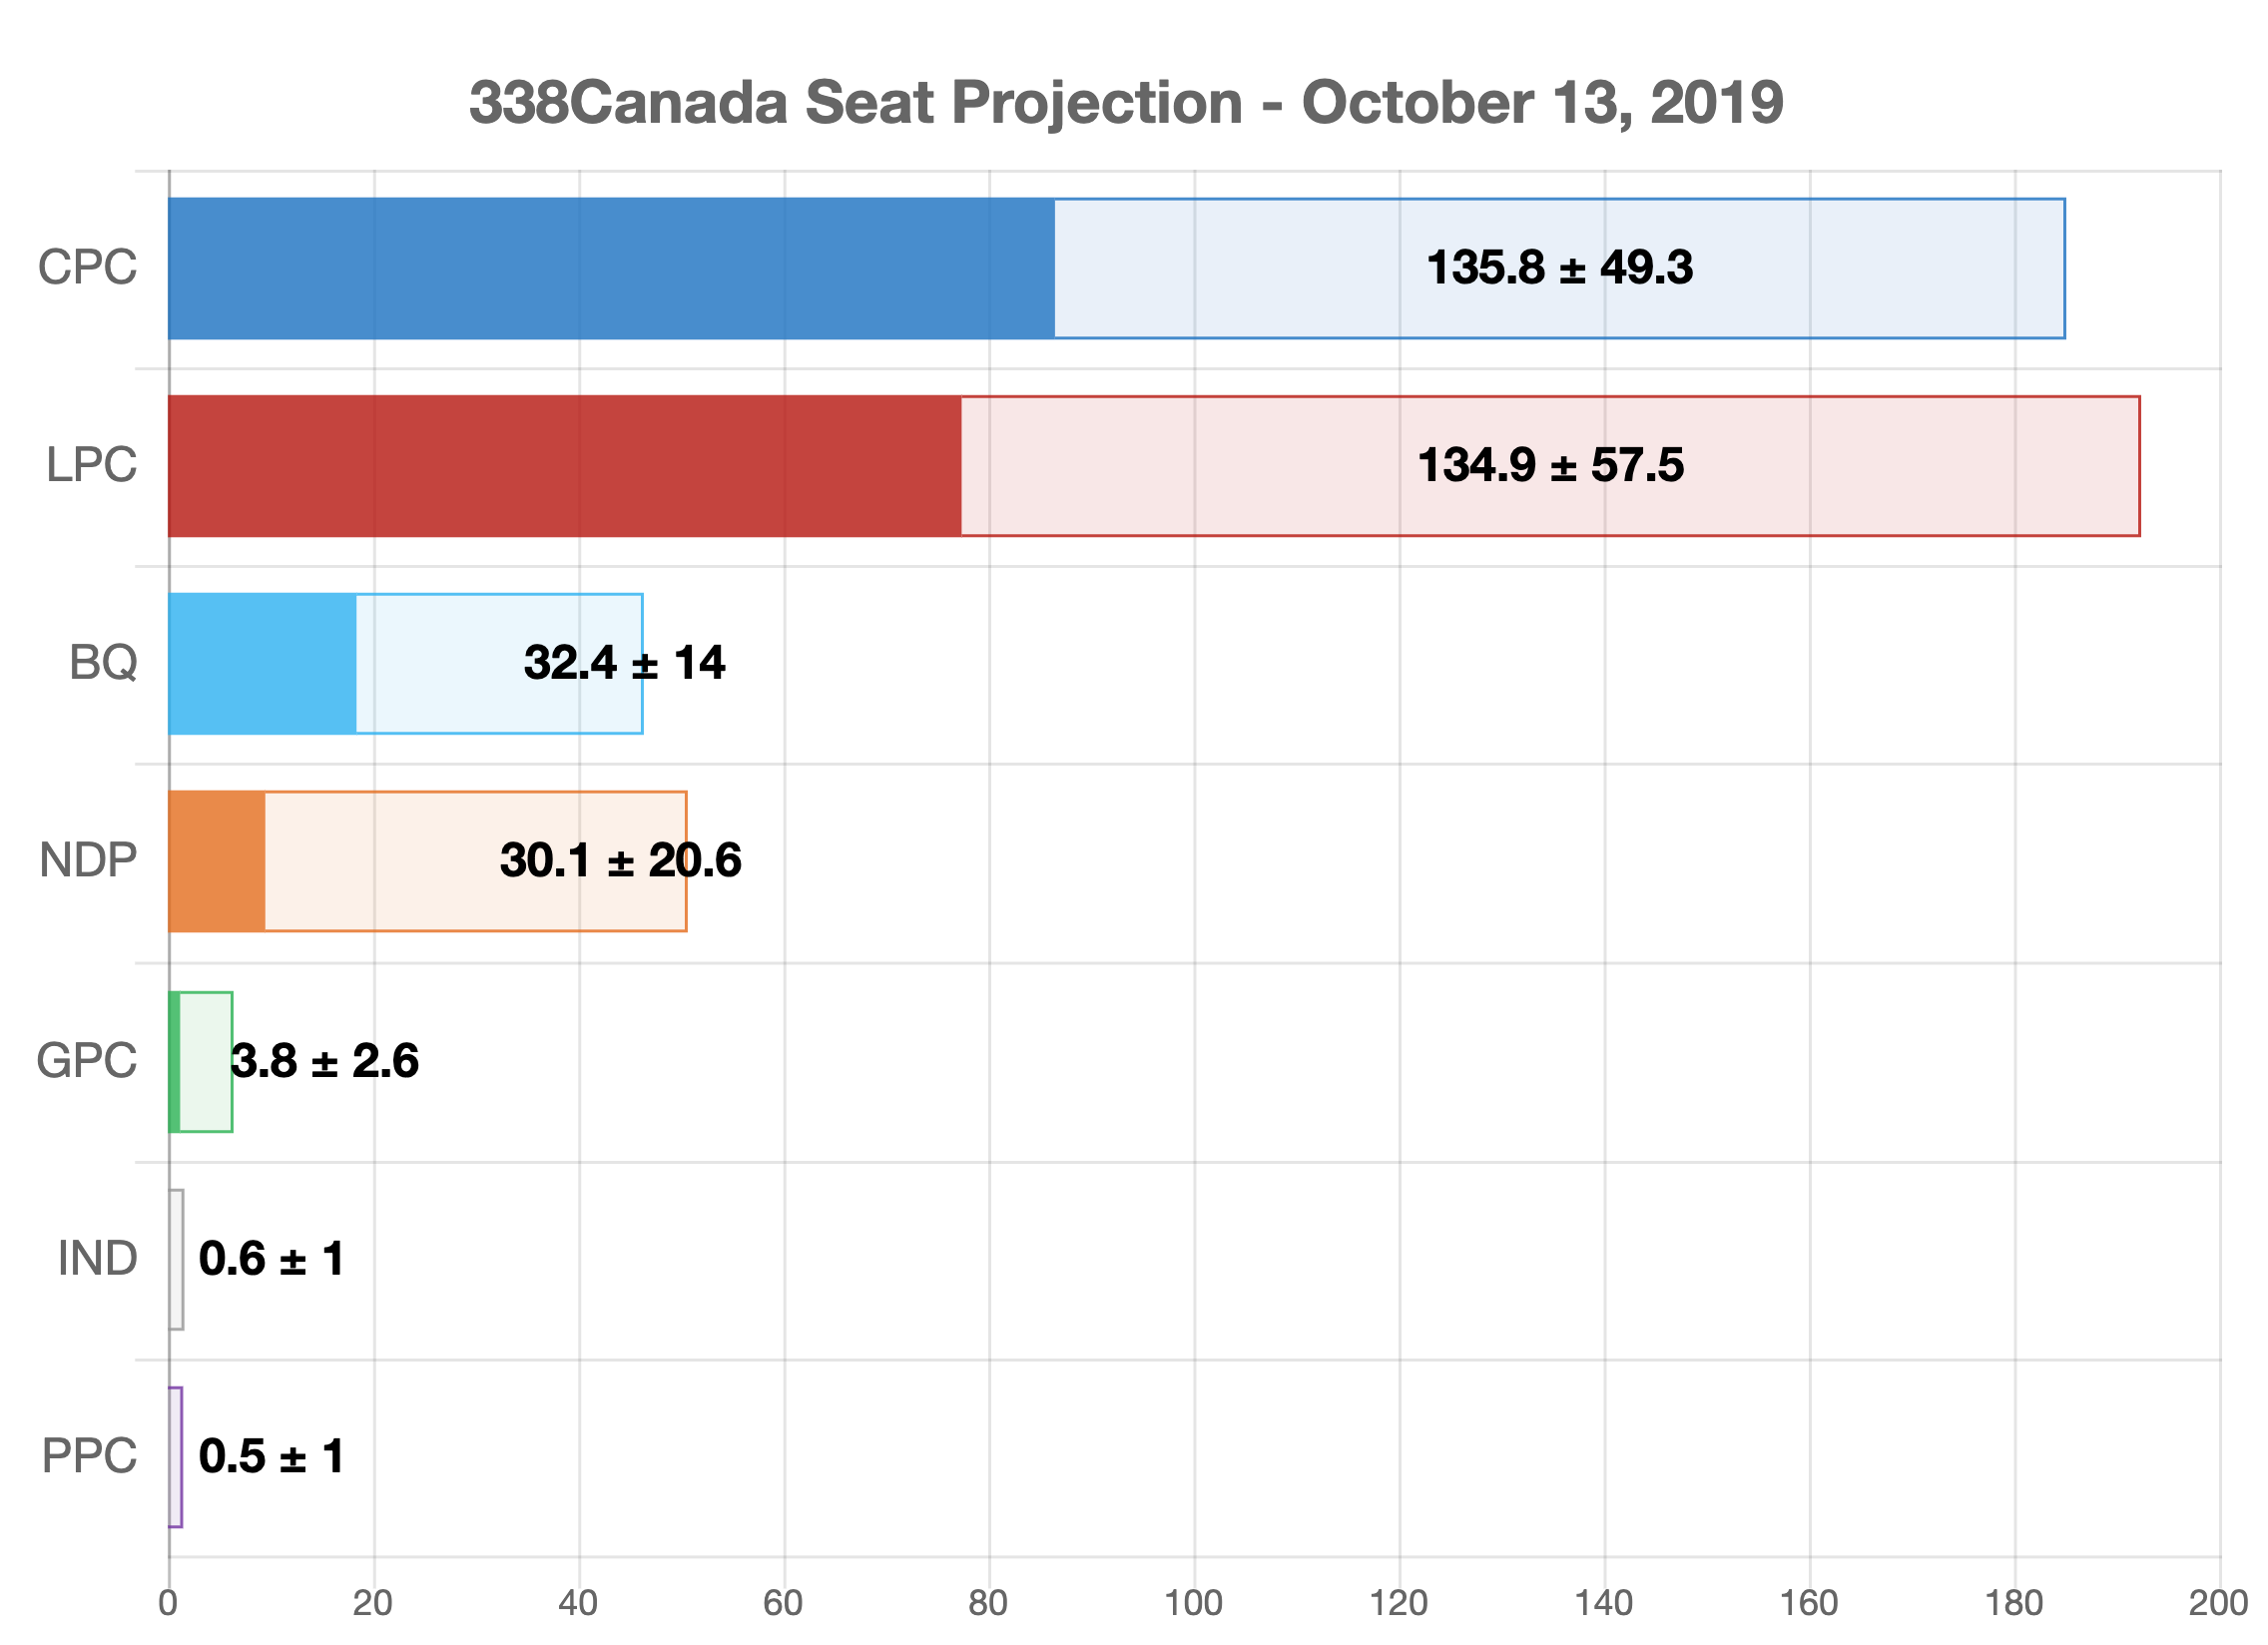 338Canada Seat Projection - October 13, 2019
CPC 135.8 ± 49.3
LPC 134.9 ± 57.5
BQ 32.4 ± 14
NDP 30.1 ± 20.6
GPC 3.8 ± 2.6
IND 0.6 ± 1
PPC 0.5 ± 1
0 20 40 60 80 100 120 140 160 180 200